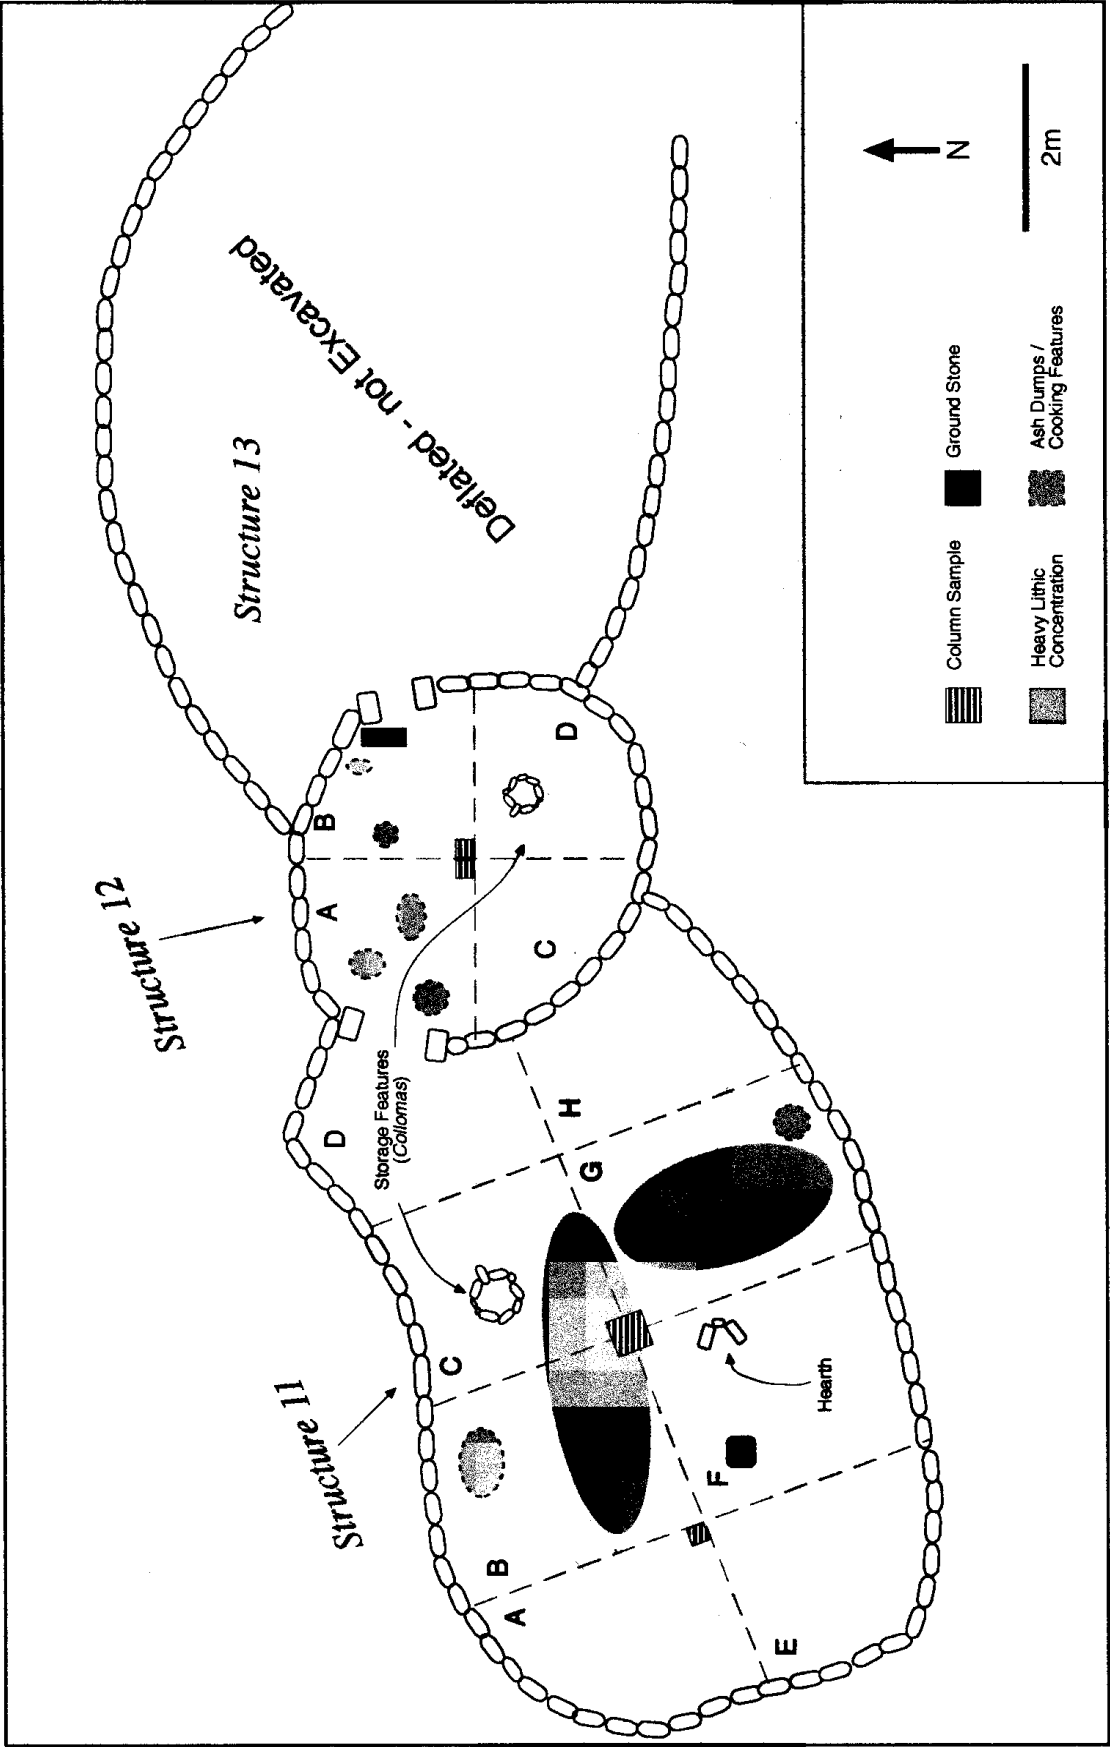 Structure 13
Deflated - not Excavated
Structure 12
A
B
C
D
Storage Features
(Collomas)
Structure 11
A
B
C
D
E
F
G
H
Hearth
Column Sample
Ground Stone
Heavy Lithic
Concentration
Ash Dumps /
Cooking Features
N
2m